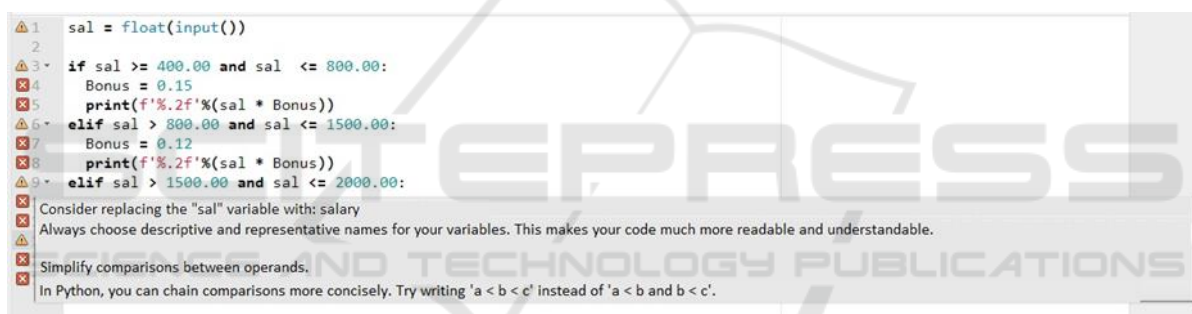 1 sal = float(input())
2
3 if sal >= 400.00 and sal  <= 800.00:
4   Bonus = 0.15
5   print(f'%.2f'%(sal * Bonus))
6 elif sal > 800.00 and sal <= 1500.00:
7   Bonus = 0.12
8   print(f'%.2f'%(sal * Bonus))
9 elif sal > 1500.00 and sal <= 2000.00:
Consider replacing the "sal" variable with: salary
Always choose descriptive and representative names for your variables. This makes your code much more readable and understandable.
Simplify comparisons between operands.
In Python, you can chain comparisons more concisely. Try writing 'a < b < c' instead of 'a < b and b < c'.
SCITEPRESS
SCIENCE AND TECHNOLOGY PUBLICATIONS